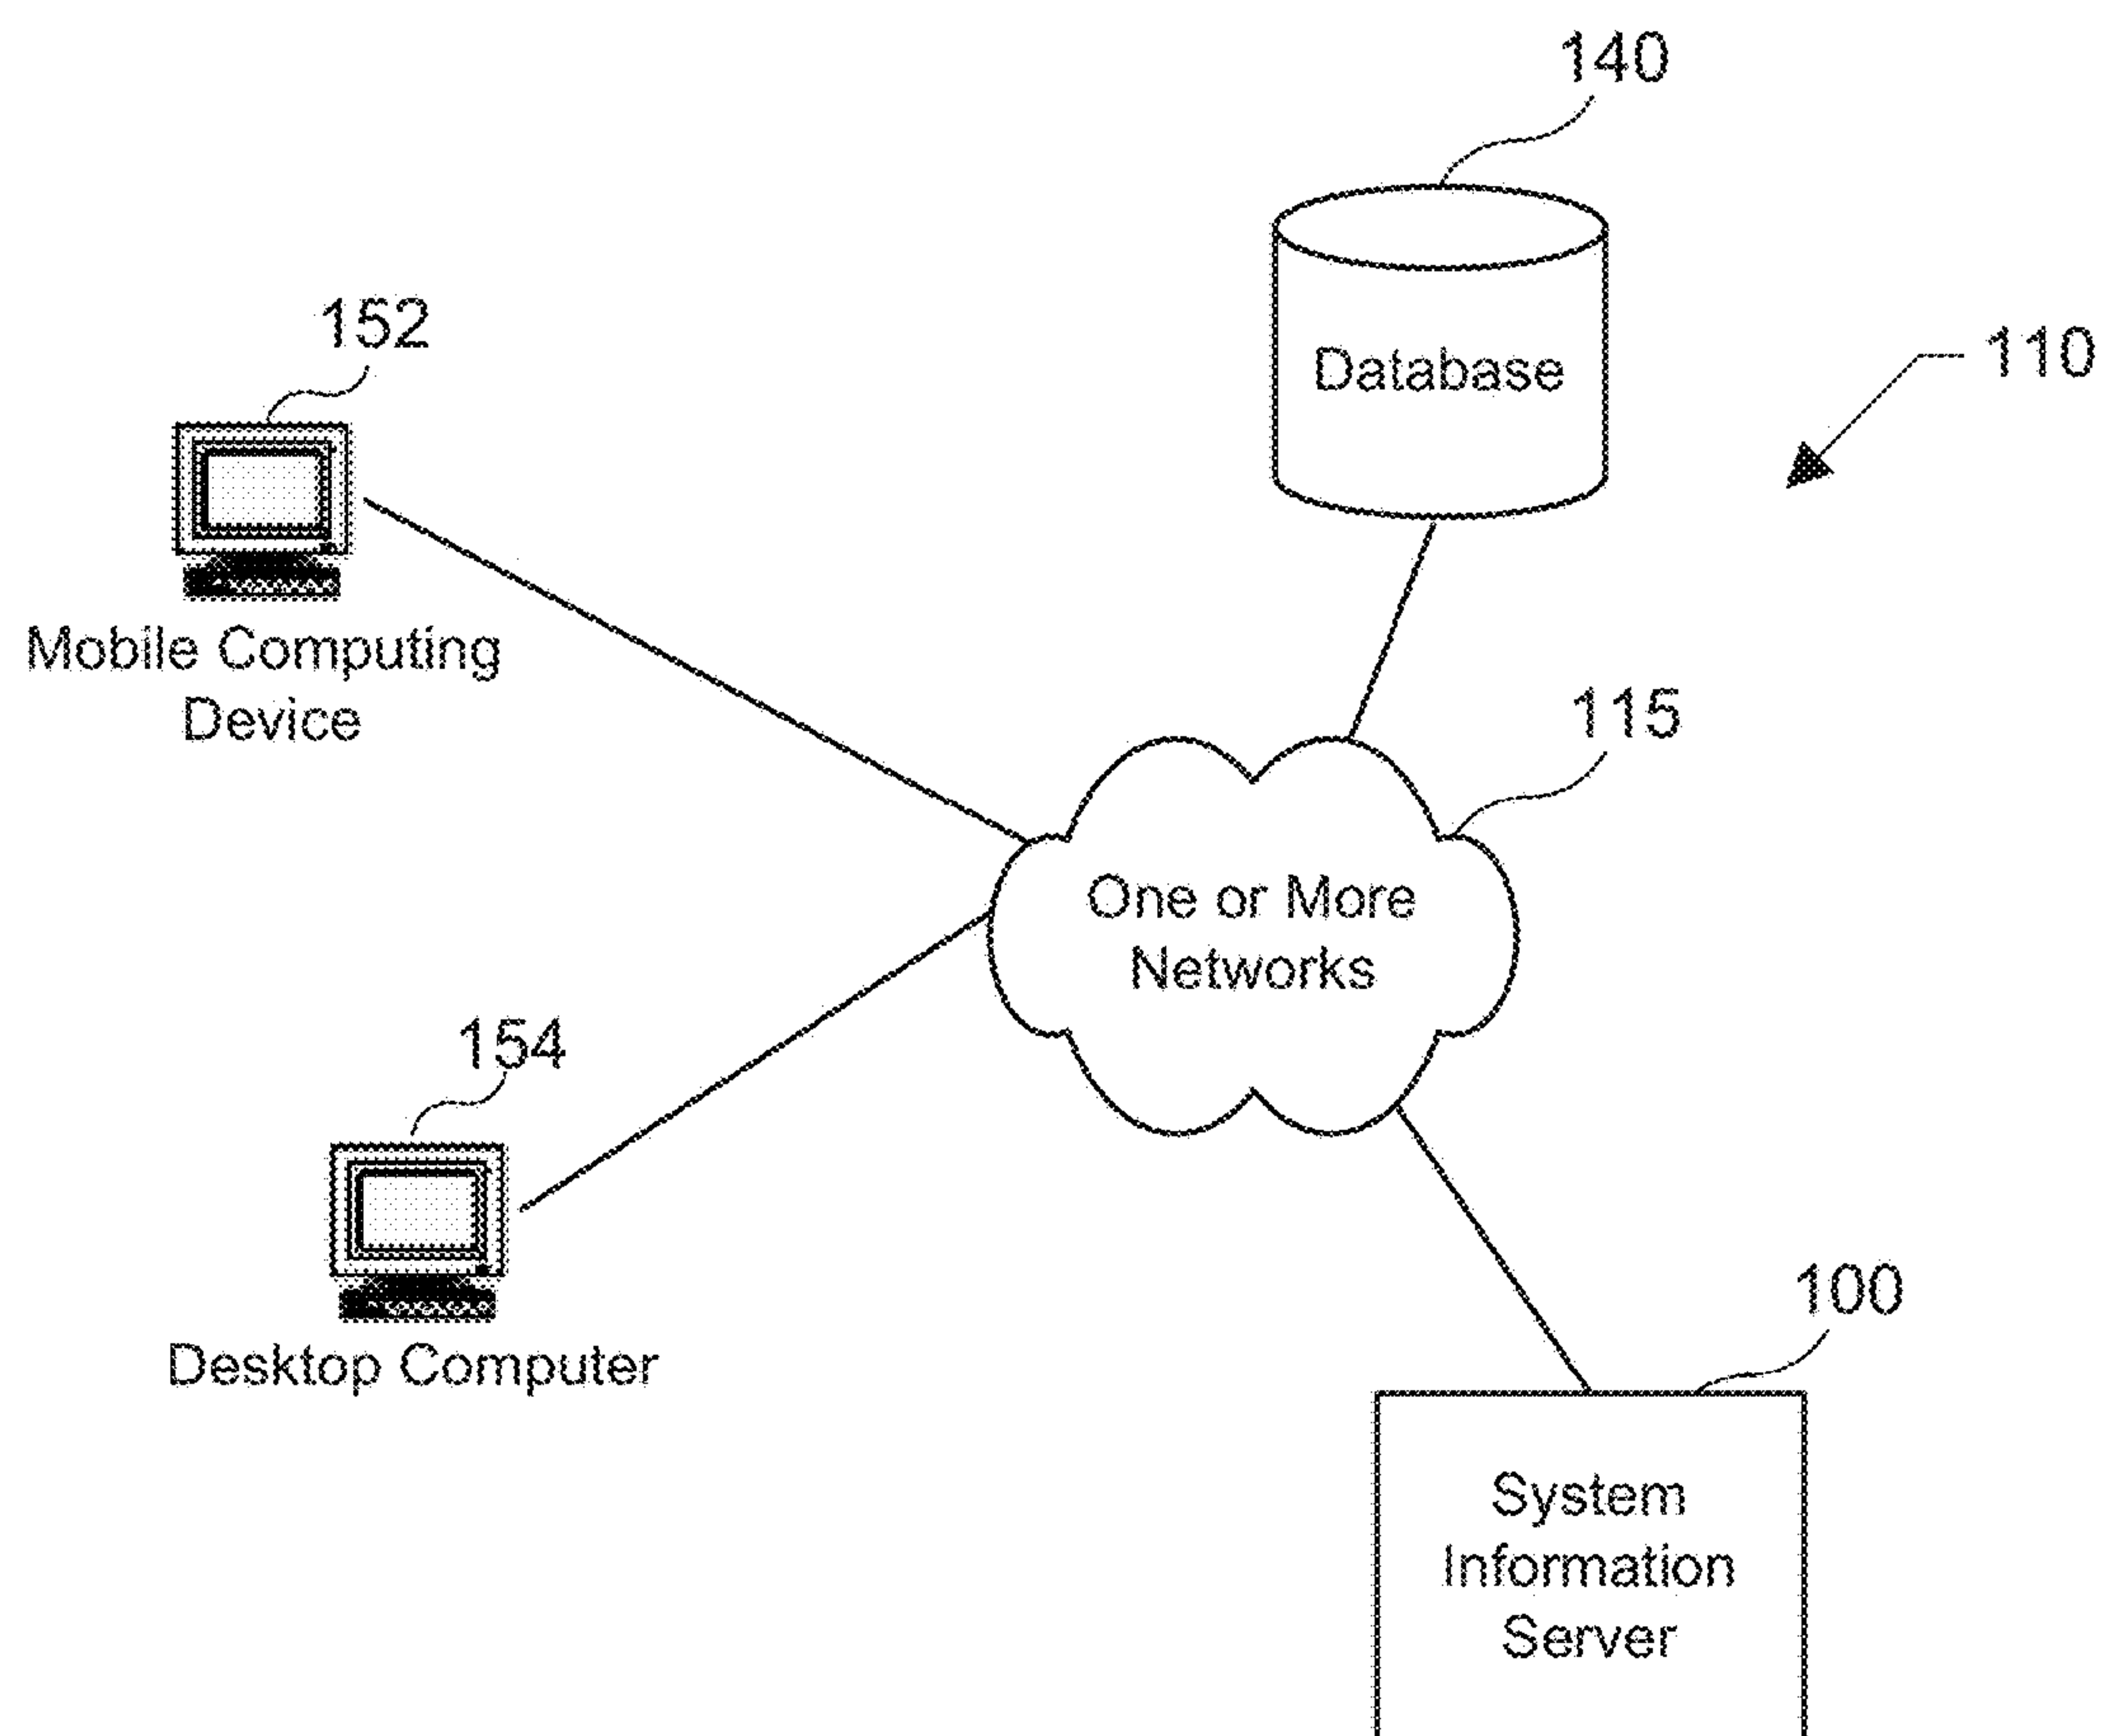 140
152
110
Database
Mobile Computing
Device
115
One or More
Networks
154
Desktop Computer
100
System
Information
Server